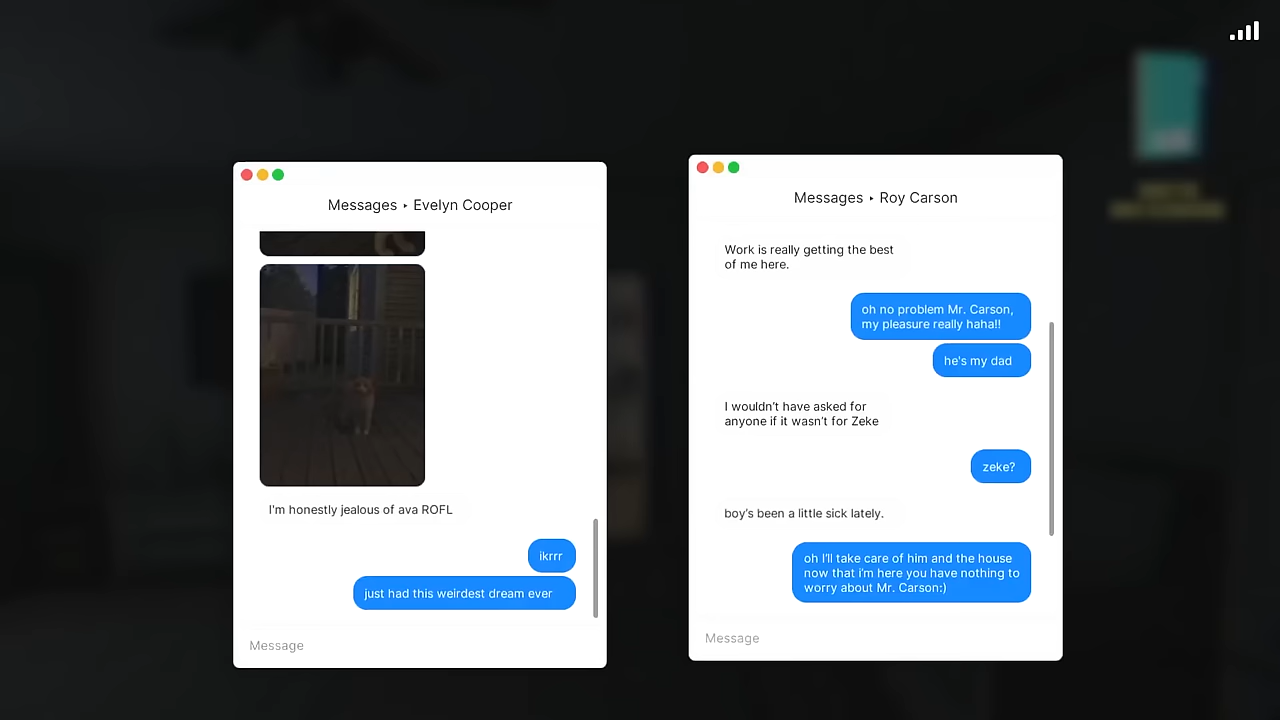 Messages ‣ Evelyn Cooper
I'm honestly jealous of ava ROFL
ikrrr
just had this weirdest dream ever
Message
Messages ‣ Roy Carson
Work is really getting the best
of me here.
oh no problem Mr. Carson,
my pleasure really haha!!
he's my dad
I wouldn't have asked for
anyone if it wasn't for Zeke
zeke?
boy's been a little sick lately.
oh I'll take care of him and the house
now that i'm here you have nothing to
worry about Mr. Carson:)
Message